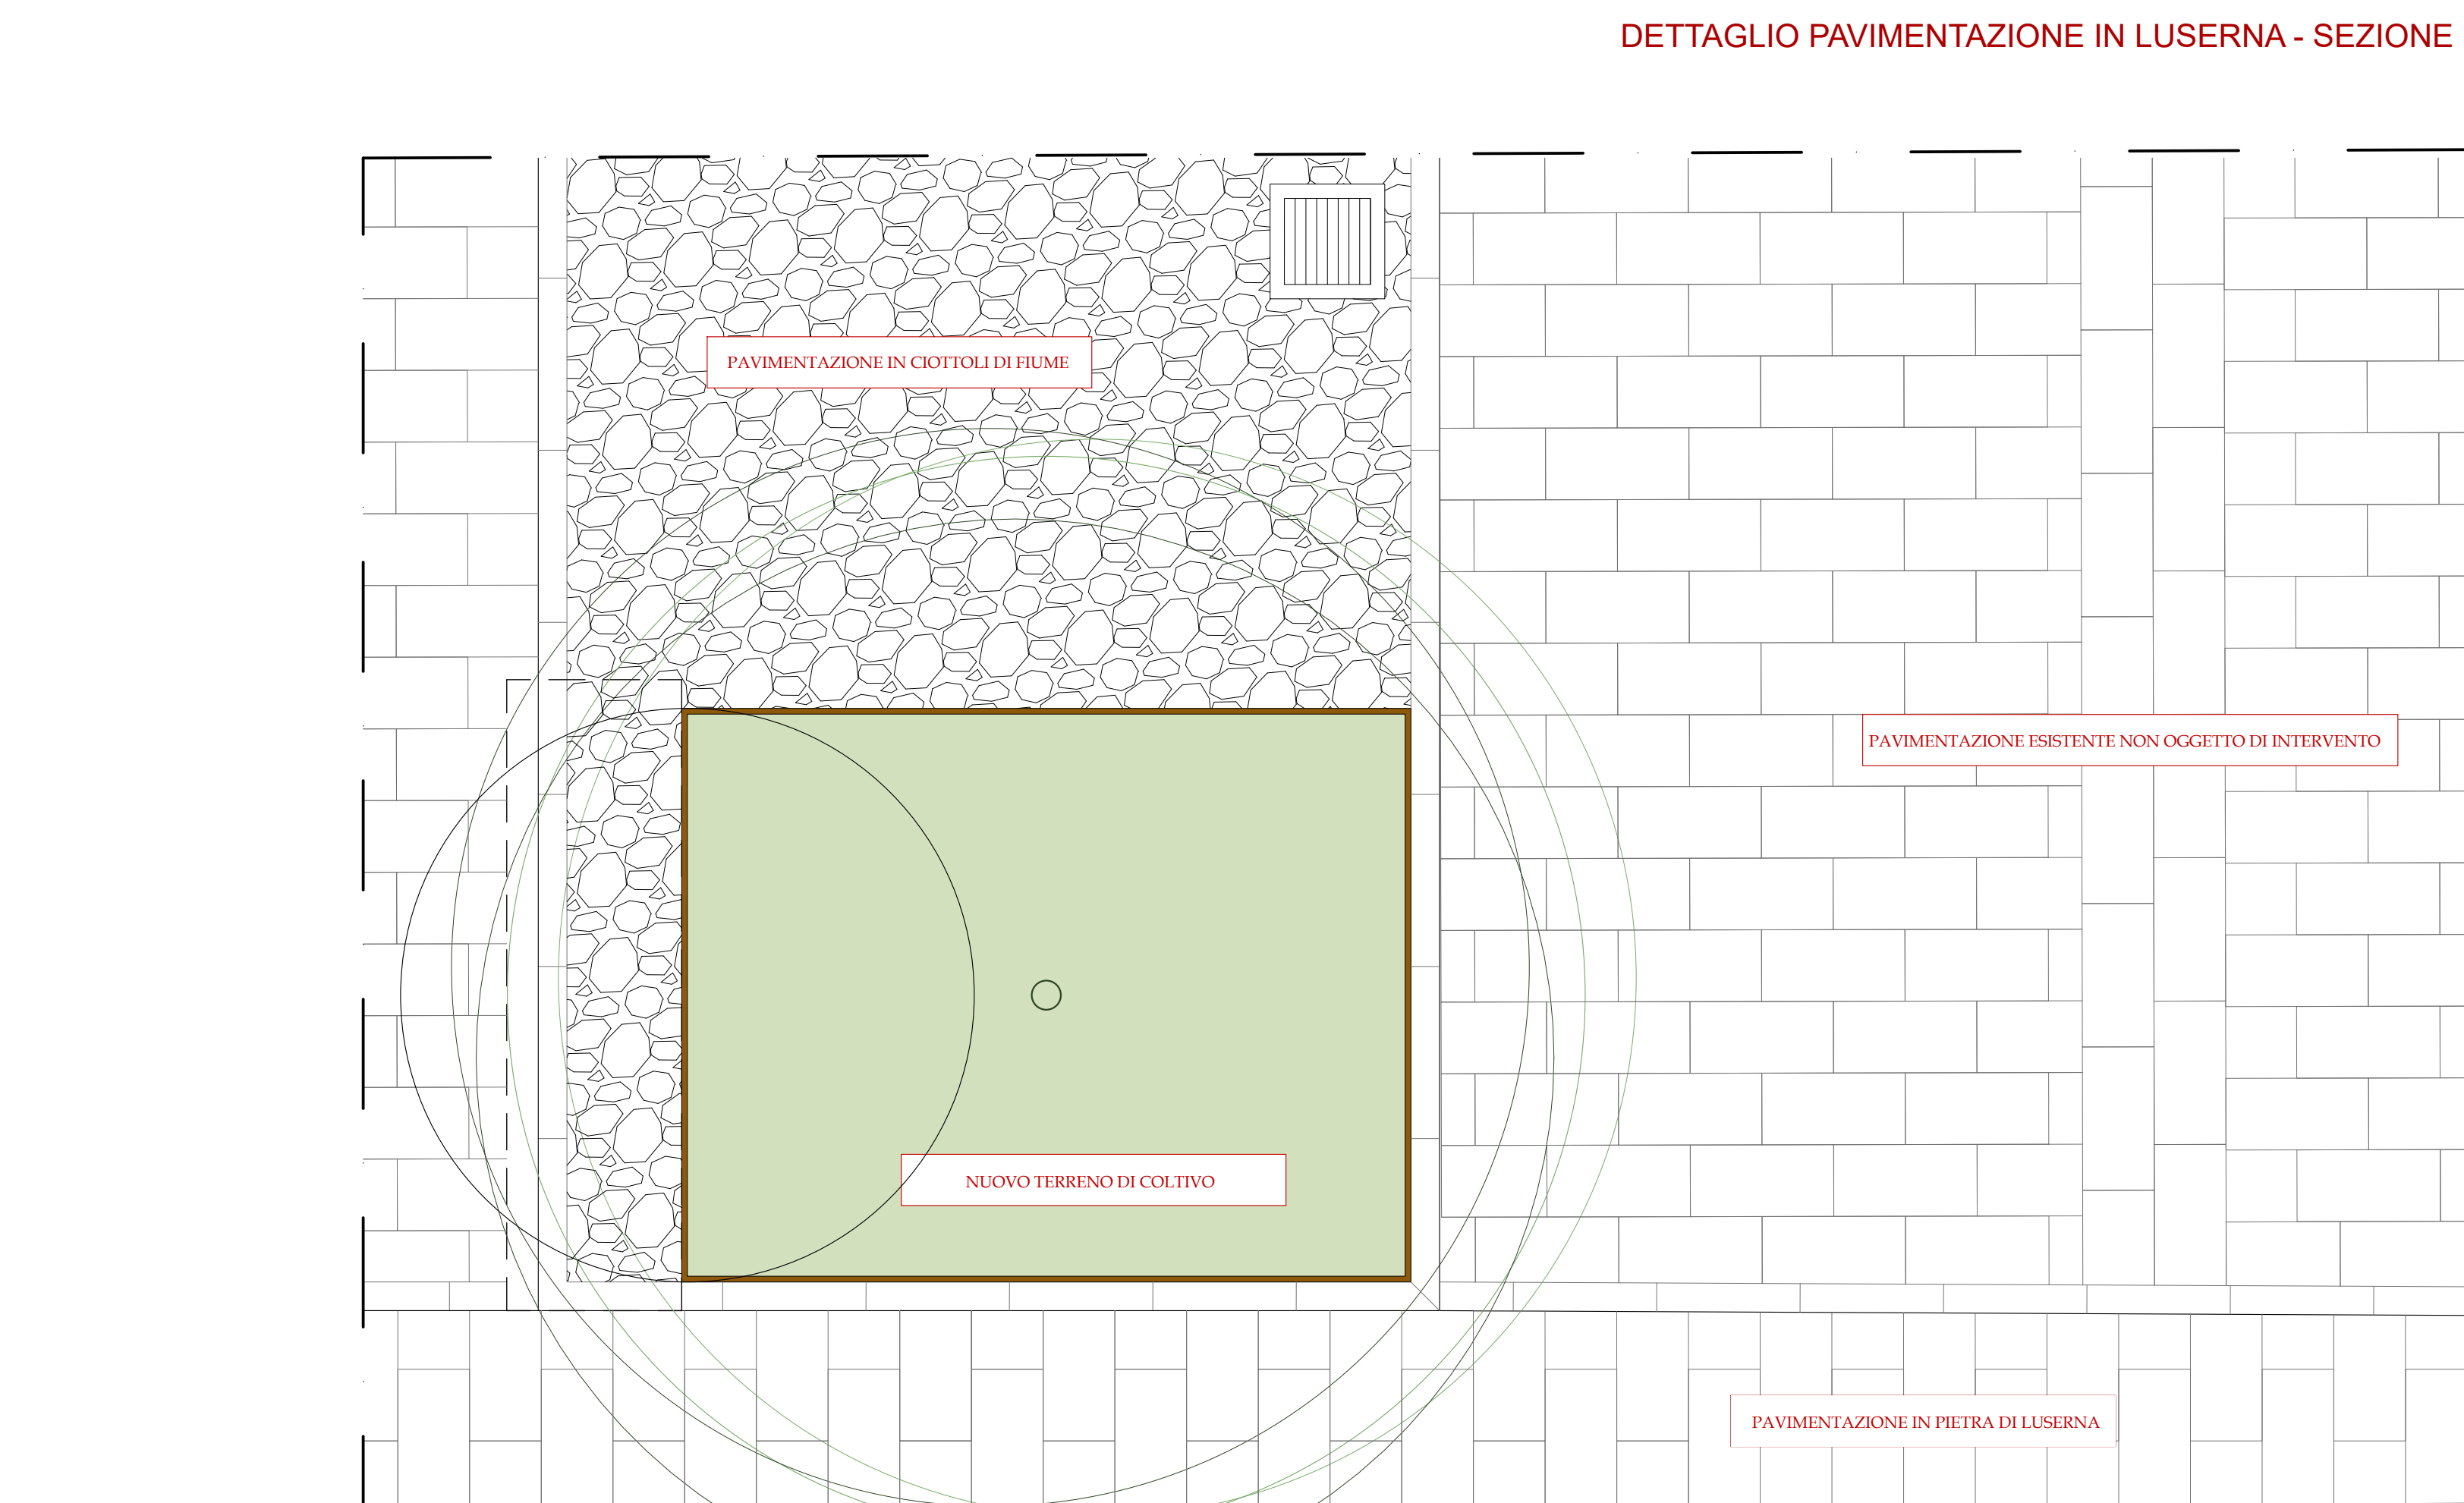 DETTAGLIO PAVIMENTAZIONE IN LUSERNA - SEZIONE
PAVIMENTAZIONE IN CIOTTOLI DI FIUME
PAVIMENTAZIONE ESISTENTE NON OGGETTO DI INTERVENTO
NUOVO TERRENO DI COLTIVO
PAVIMENTAZIONE IN PIETRA DI LUSERNA